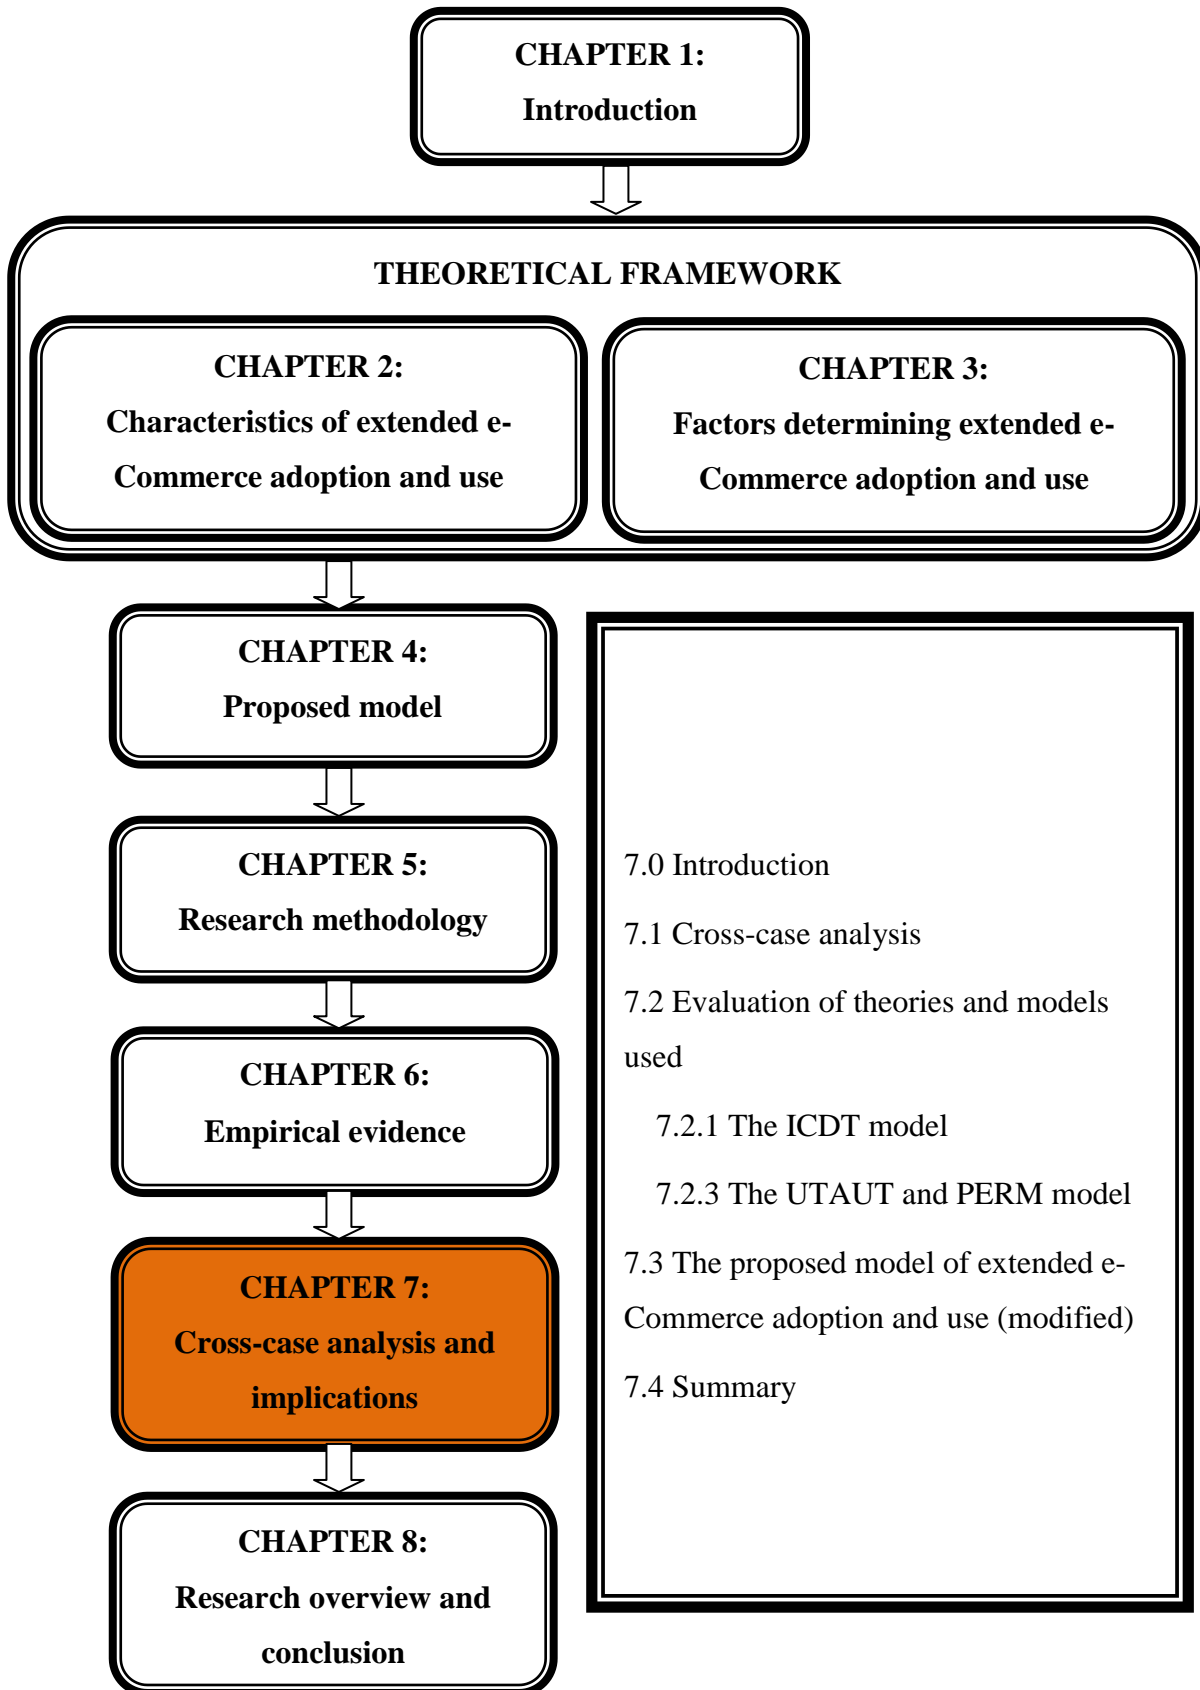 CHAPTER 1:
Introduction
THEORETICAL FRAMEWORK
CHAPTER 2:
Characteristics of extended e-
Commerce adoption and use
CHAPTER 3:
Factors determining extended e-
Commerce adoption and use
CHAPTER 4:
Proposed model
CHAPTER 5:
Research methodology
CHAPTER 6:
Empirical evidence
CHAPTER 7:
Cross-case analysis and
implications
CHAPTER 8:
Research overview and
conclusion
7.0 Introduction
7.1 Cross-case analysis
7.2 Evaluation of theories and models
used
7.2.1 The ICDT model
7.2.3 The UTAUT and PERM model
7.3 The proposed model of extended e-
Commerce adoption and use (modified)
7.4 Summary